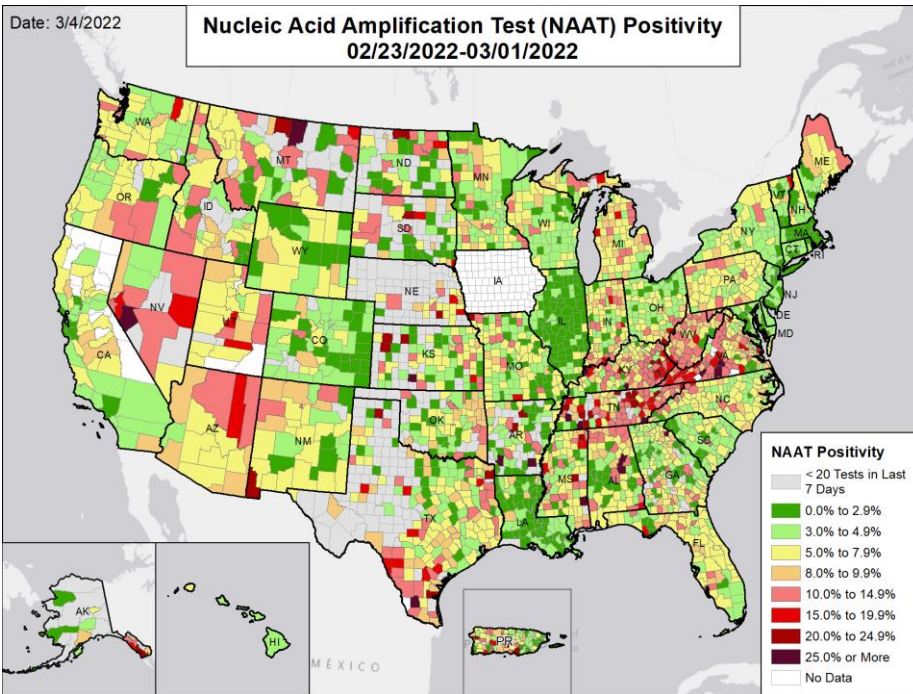 Date: 3/4/2022
Nucleic Acid Amplification Test (NAAT) Positivity
02/23/2022-03/01/2022
WA
MT
ND
MN
ME
OR
ID
WY
SD
WI
MI
NY
VT
NH
MA
CT
RI
NV
UT
NE
IA
PA
NJ
DE
MD
CA
CO
KS
MO
IL
IN
OH
WV
VA
KY
AZ
NM
OK
AR
TN
NC
SC
TX
LA
MS
AL
GA
FL
AK
HI
PR
MÉXICO
NAAT Positivity
< 20 Tests in Last
7 Days
0.0% to 2.9%
3.0% to 4.9%
5.0% to 7.9%
8.0% to 9.9%
10.0% to 14.9%
15.0% to 19.9%
20.0% to 24.9%
25.0% or More
No Data